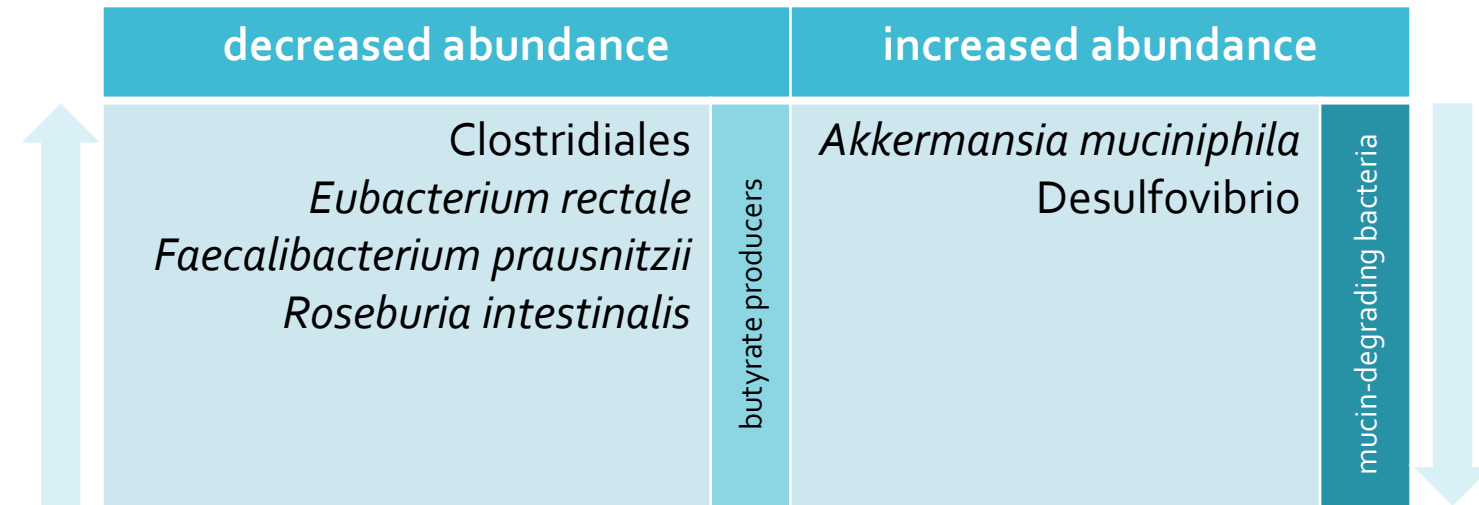 decreased abundance
increased abundance
Clostridiales
Eubacterium rectale
Faecalibacterium prausnitzii
Roseburia intestinalis
butyrate producers
Akkermansia muciniphila
Desulfovibrio
mucin-degrading bacteria